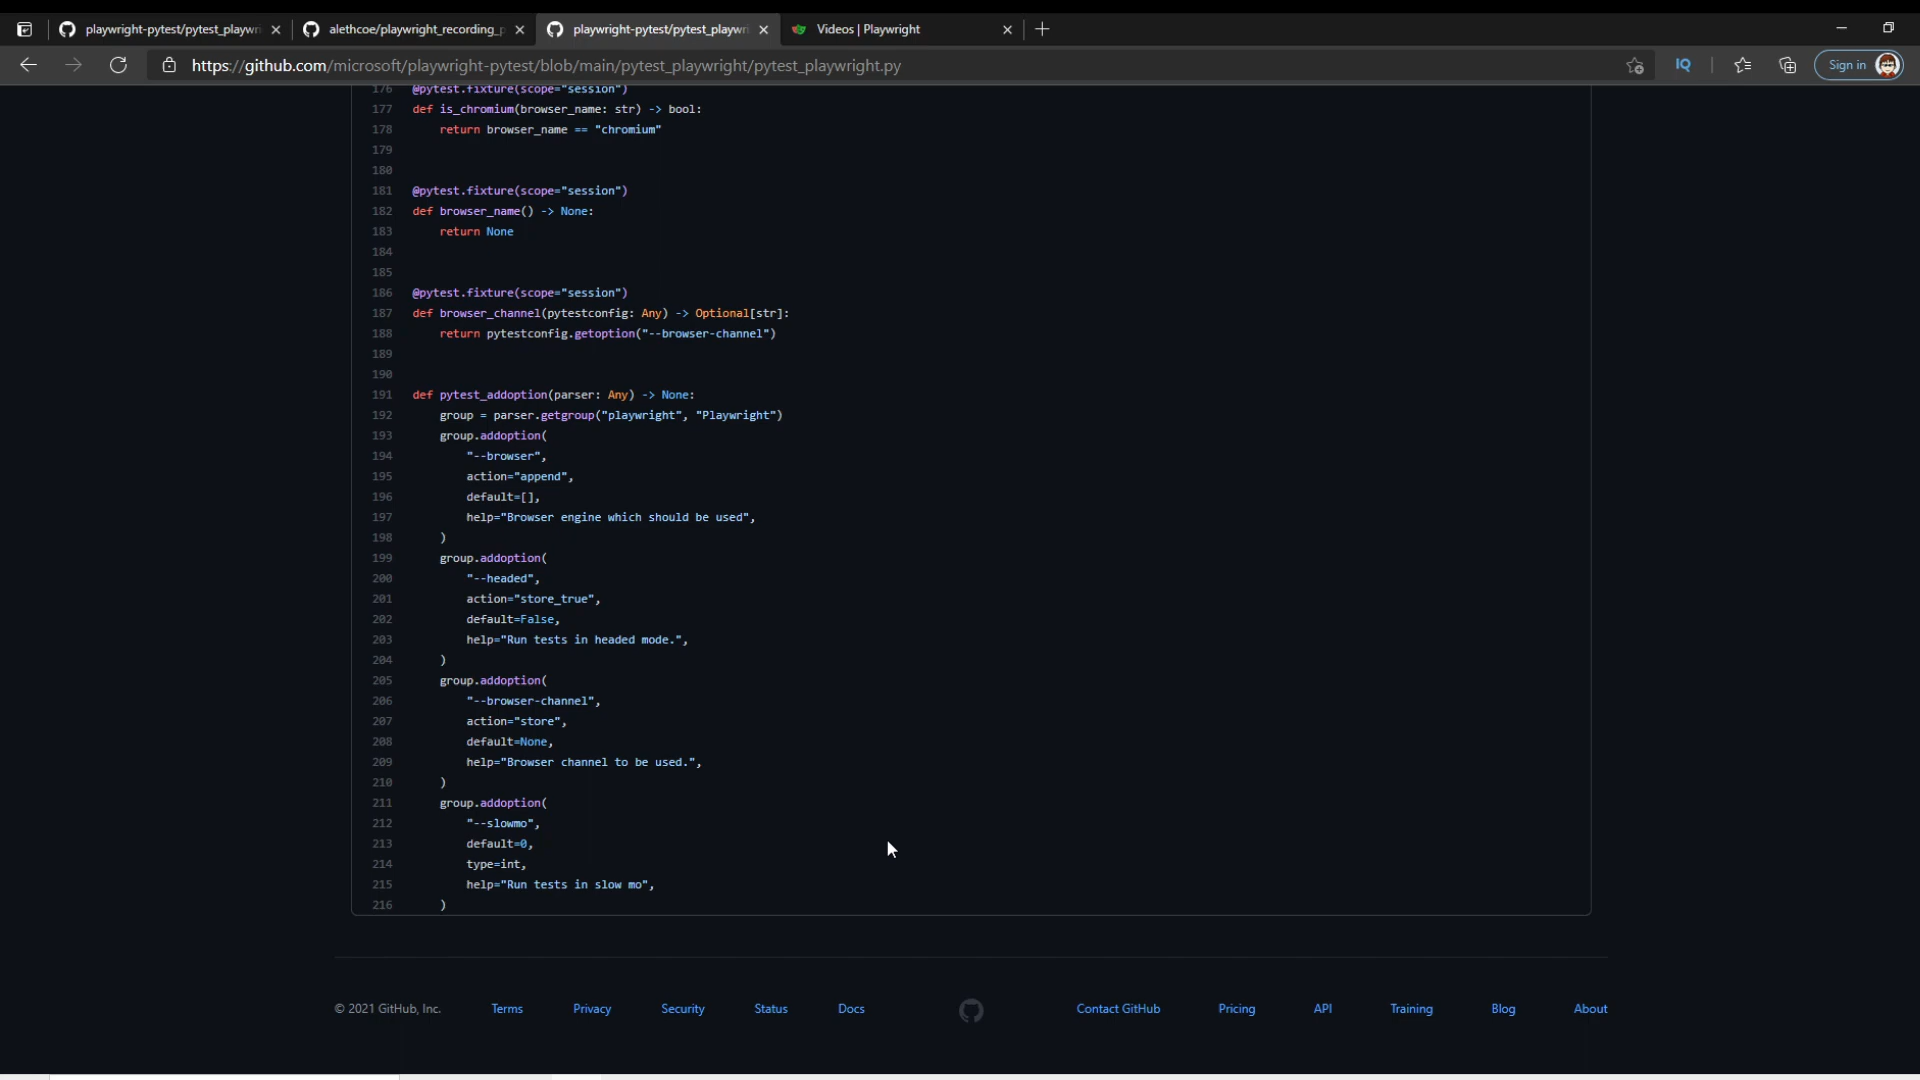 playwright-pytest/pytest_playwri
alethcoe/playwright_recording_p
playwright-pytest/pytest_playwri
Videos | Playwright
https://github.com/microsoft/playwright-pytest/blob/main/pytest_playwright/pytest_playwright.py
IQ
Sign in
176 @pytest.fixture(scope="session")
177 def is_chromium(browser_name: str) -> bool:
178 return browser_name == "chromium"
179
180
181 @pytest.fixture(scope="session")
182 def browser_name() -> None:
183 return None
184
185
186 @pytest.fixture(scope="session")
187 def browser_channel(pytestconfig: Any) -> Optional[str]:
188 return pytestconfig.getoption("--browser-channel")
189
190
191 def pytest_addoption(parser: Any) -> None:
192 group = parser.getgroup("playwright", "Playwright")
193 group.addoption(
194 "--browser",
195 action="append",
196 default=[],
197 help="Browser engine which should be used",
198 )
199 group.addoption(
200 "--headed",
201 action="store_true",
202 default=False,
203 help="Run tests in headed mode.",
204 )
205 group.addoption(
206 "--browser-channel",
207 action="store",
208 default=None,
209 help="Browser channel to be used.",
210 )
211 group.addoption(
212 "--slowmo",
213 default=0,
214 type=int,
215 help="Run tests in slow mo",
216 )
© 2021 GitHub, Inc. Terms Privacy Security Status Docs Contact GitHub Pricing API Training Blog About